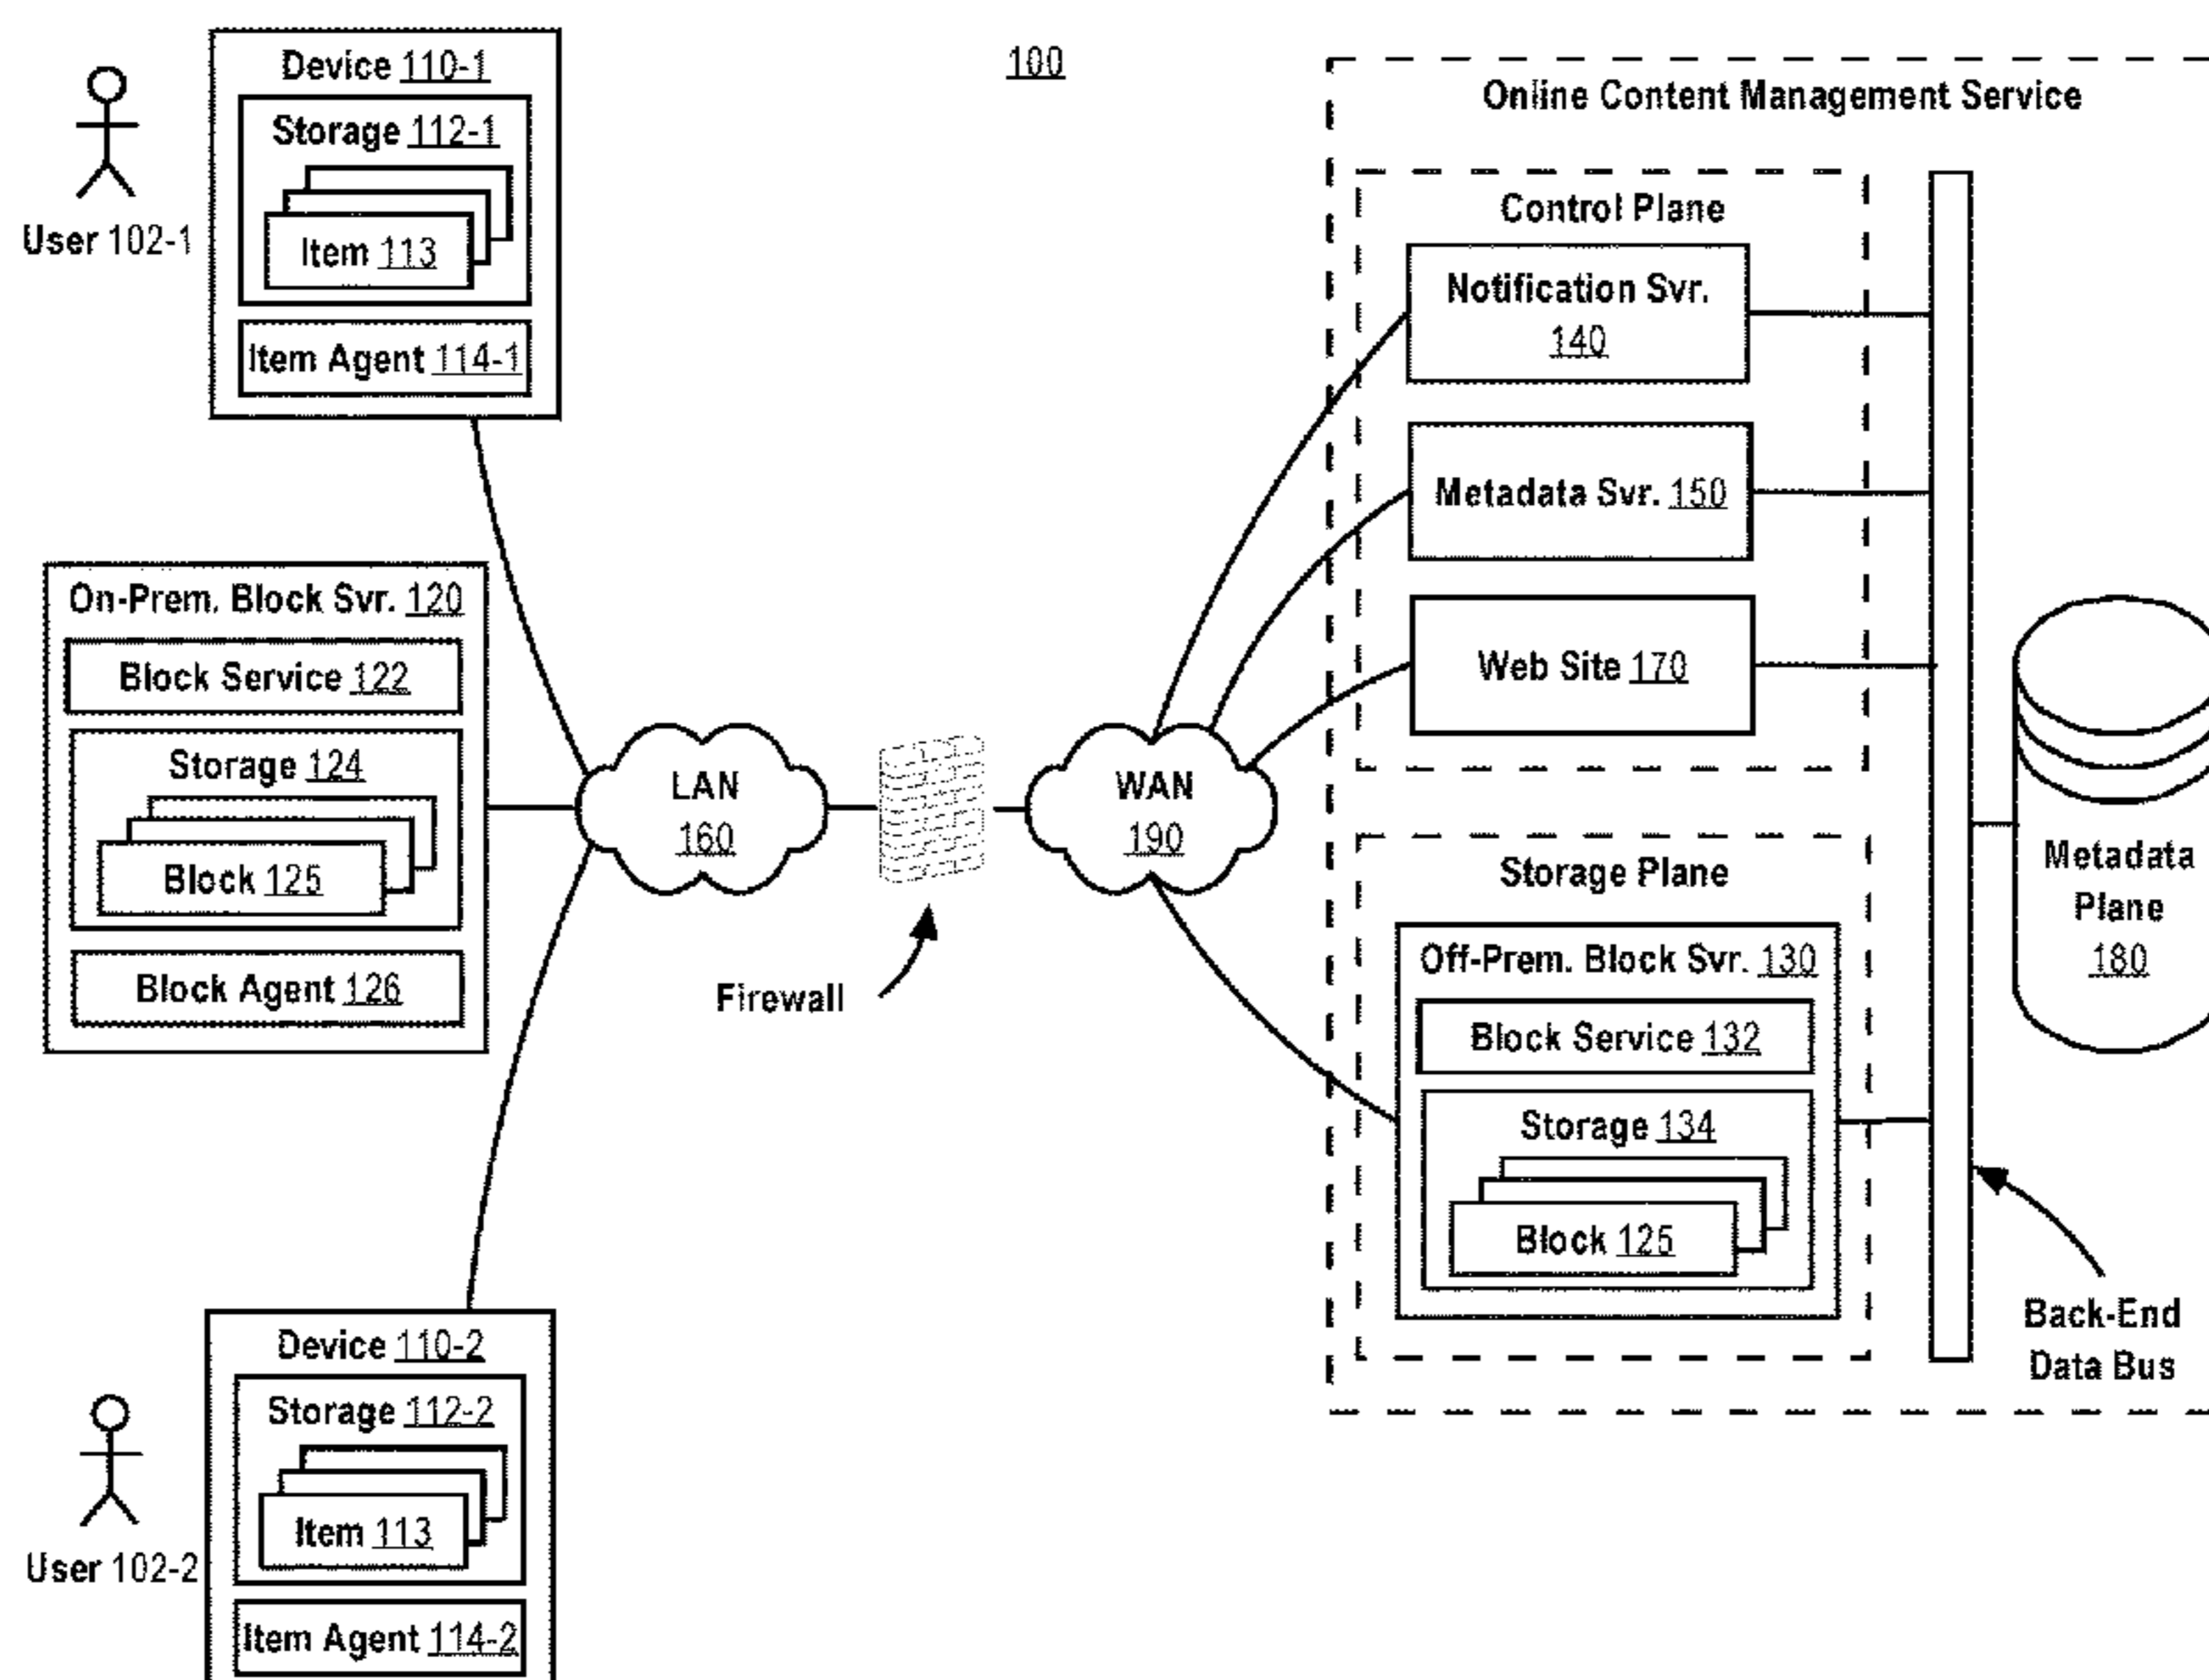 100
Device 110-1
Storage 112-1
Item 113
Item Agent 114-1
User 102-1
On-Prem. Block Svr. 120
Block Service 122
Storage 124
Block 125
Block Agent 126
Device 110-2
Storage 112-2
Item 113
Item Agent 114-2
User 102-2
LAN
160
Firewall
WAN
190
Online Content Management Service
Control Plane
Notification Svr.
140
Metadata Svr. 150
Web Site 170
Storage Plane
Off-Prem. Block Svr. 130
Block Service 132
Storage 134
Block 125
Metadata
Plane
180
Back-End
Data Bus